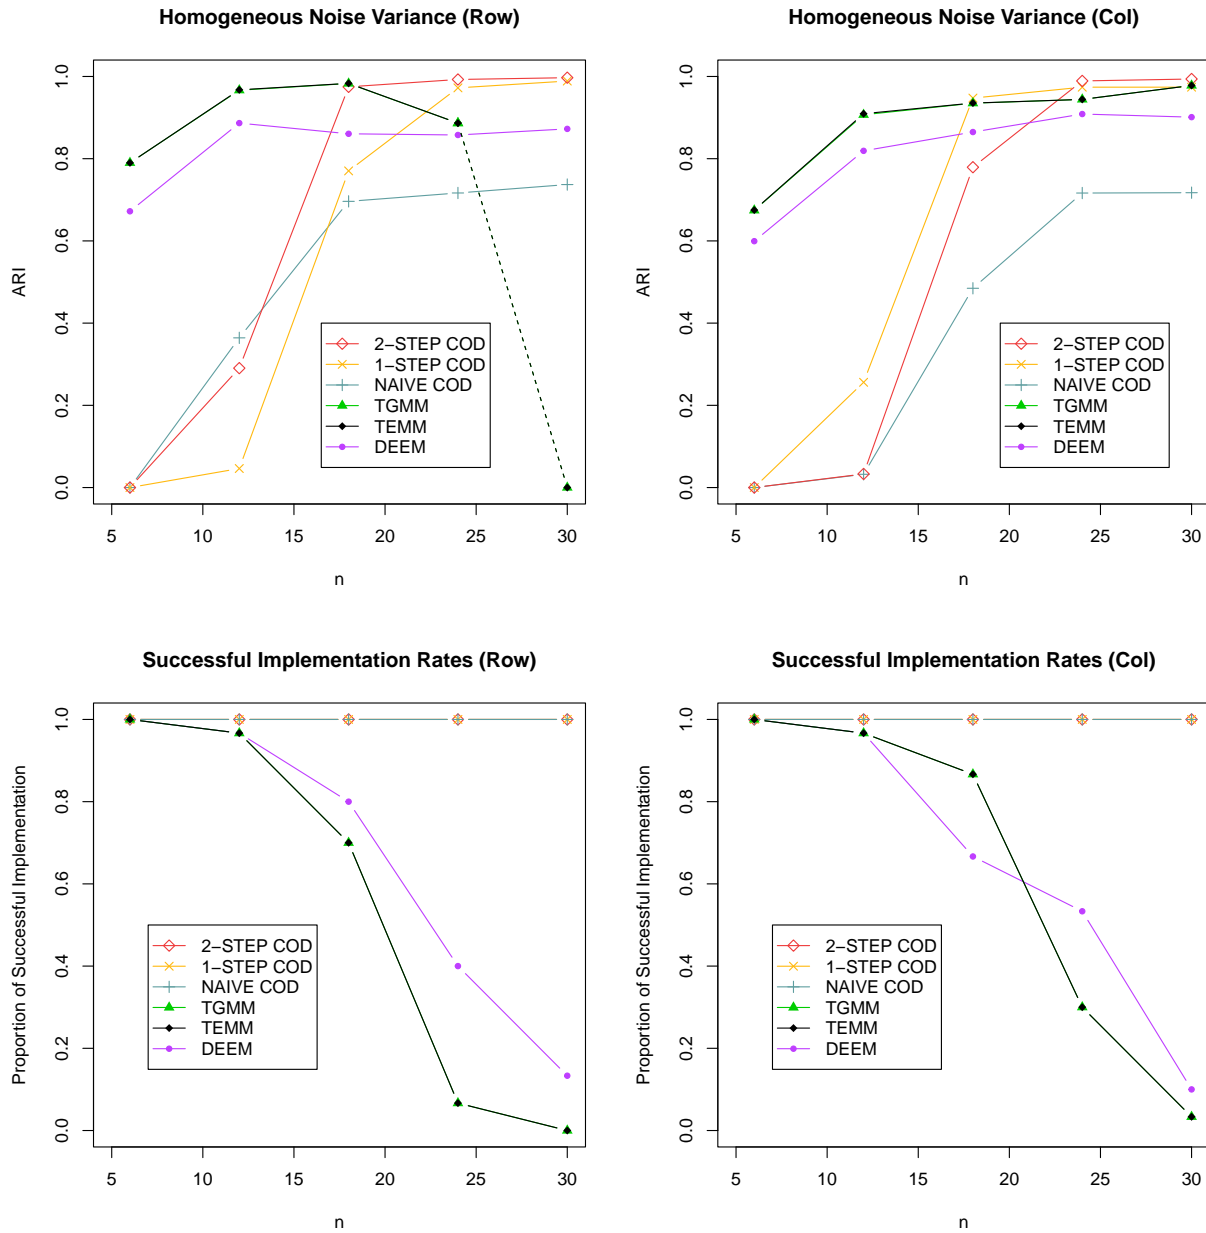 Homogeneous Noise Variance (Row)
ARI
0.0 0.2 0.4 0.6 0.8 1.0
2−STEP COD
1−STEP COD
NAIVE COD
TGMM
TEMM
DEEM
5 10 15 20 25 30
n
Homogeneous Noise Variance (Col)
ARI
0.0 0.2 0.4 0.6 0.8 1.0
2−STEP COD
1−STEP COD
NAIVE COD
TGMM
TEMM
DEEM
5 10 15 20 25 30
n
Successful Implementation Rates (Row)
Proportion of Successful Implementation
0.0 0.2 0.4 0.6 0.8 1.0
2−STEP COD
1−STEP COD
NAIVE COD
TGMM
TEMM
DEEM
5 10 15 20 25 30
n
Successful Implementation Rates (Col)
Proportion of Successful Implementation
0.0 0.2 0.4 0.6 0.8 1.0
2−STEP COD
1−STEP COD
NAIVE COD
TGMM
TEMM
DEEM
5 10 15 20 25 30
n